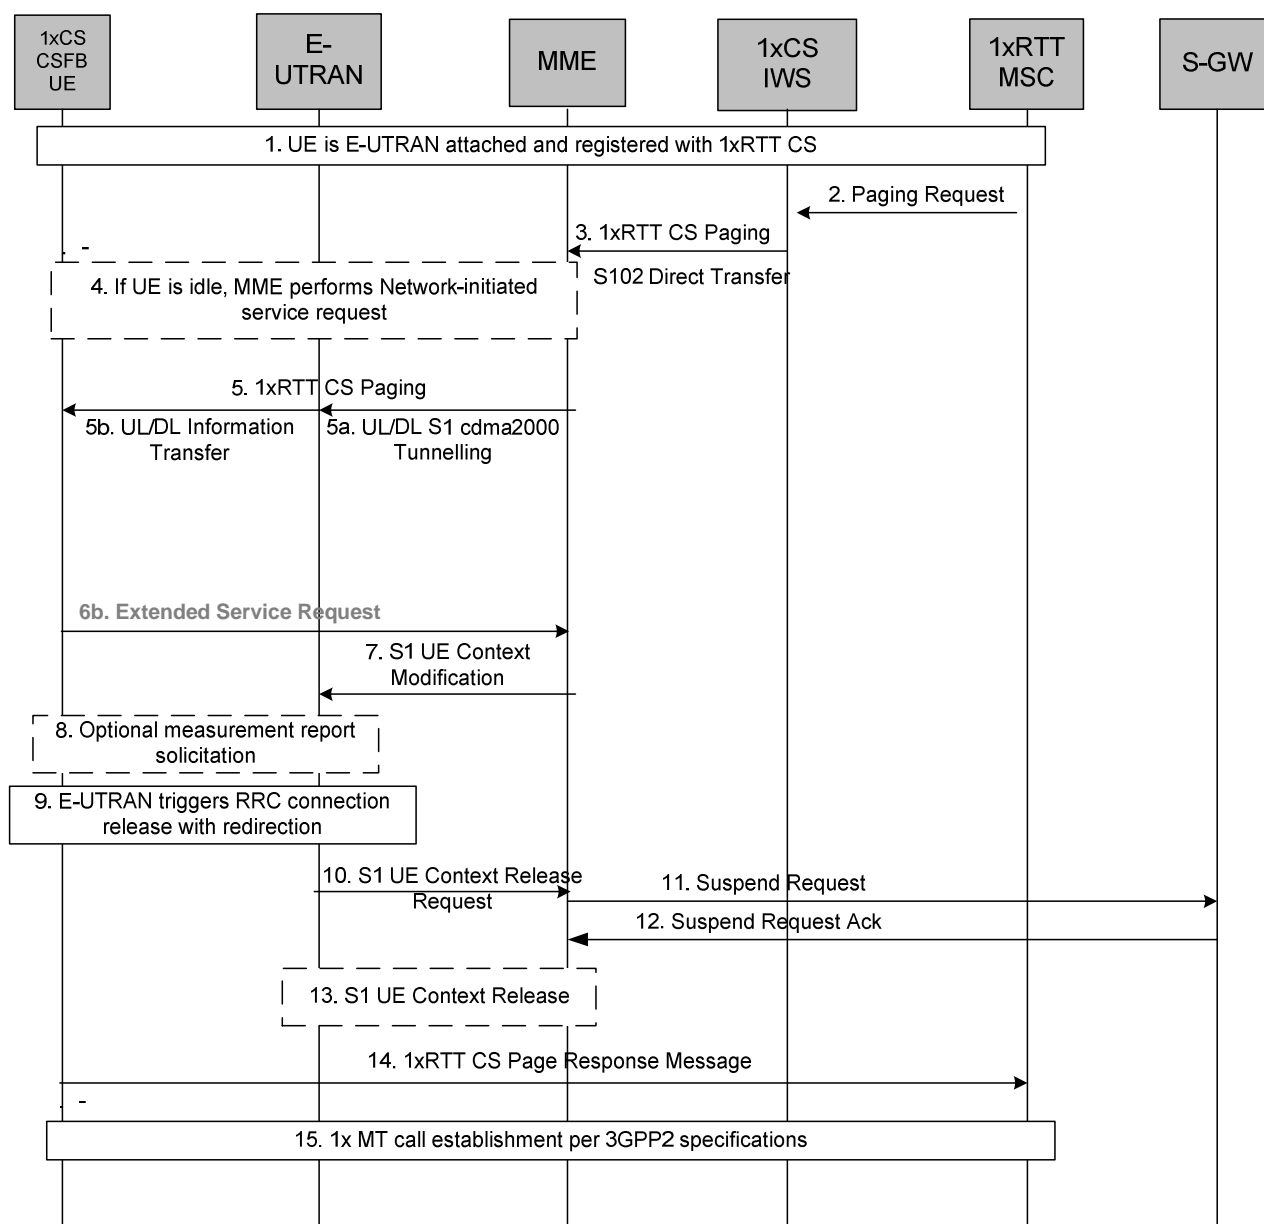 1xCS
CSFB
UE
E-
UTRAN
MME
1xCS
IWS
1xRTT
MSC
S-GW
1. UE is E-UTRAN attached and registered with 1xRTT CS
2. Paging Request
3. 1xRTT CS Paging
S102 Direct Transfer
4. If UE is idle, MME performs Network-initiated
service request
5. 1xRTT CS Paging
5b. UL/DL Information
Transfer
5a. UL/DL S1 cdma2000
Tunnelling
6b. Extended Service Request
7. S1 UE Context
Modification
8. Optional measurement report
solicitation
9. E-UTRAN triggers RRC connection
release with redirection
10. S1 UE Context Release
Request
11. Suspend Request
12. Suspend Request Ack
13. S1 UE Context Release
14. 1xRTT CS Page Response Message
15. 1x MT call establishment per 3GPP2 specifications